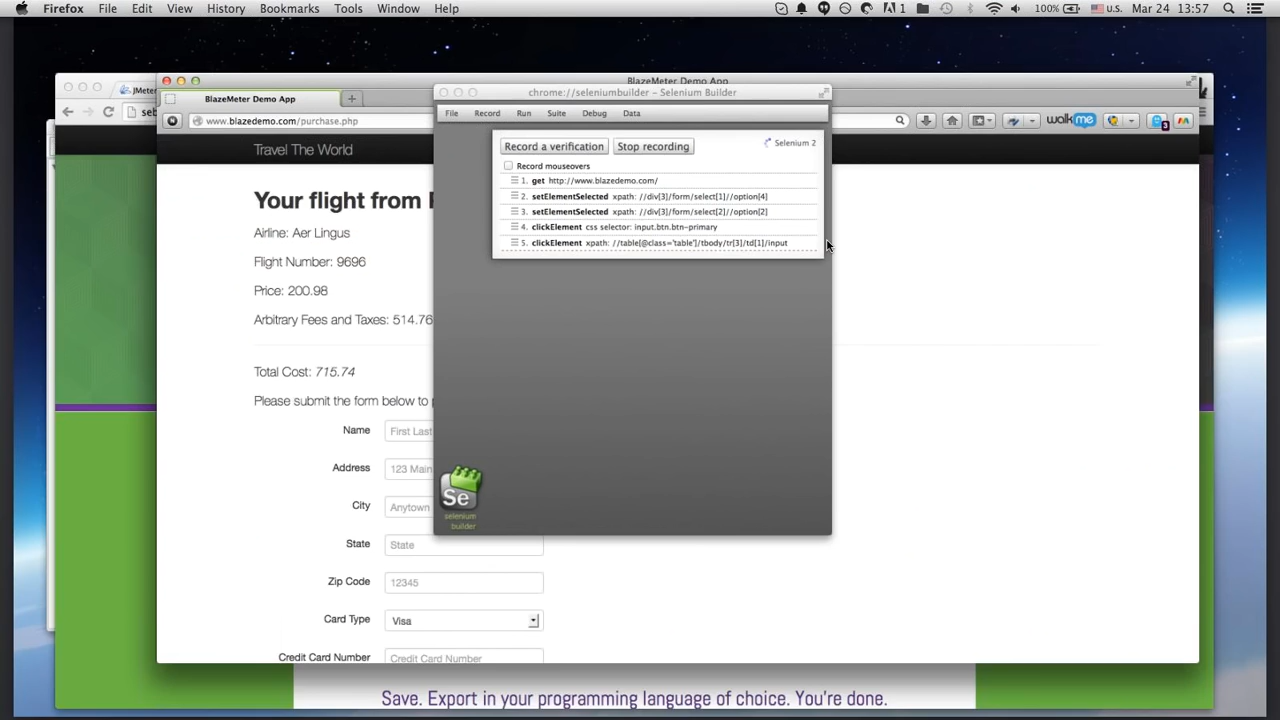 Firefox File Edit View History Bookmarks Tools Window Help 1 100% U.S. Mar 24 13:57
BlazeMeter Demo App
JMeter
BlazeMeter Demo App
chrome://seleniumbuilder – Selenium Builder
seb
www.blazedemo.com/purchase.php
walkme
3
File Record Run Suite Debug Data
Travel The World
Record a verification Stop recording Selenium 2
Record mouseovers
1. get http://www.blazedemo.com/
2. setElementSelected xpath: //div[3]/form/select[1]//option[4]
3. setElementSelected xpath: //div[3]/form/select[2]//option[2]
4. clickElement css selector: input.btn.btn-primary
5. clickElement xpath: //table[@class='table']/tbody/tr[3]/td[1]/input
Your flight from
Airline: Aer Lingus
Flight Number: 9696
Price: 200.98
Arbitrary Fees and Taxes: 514.76
Total Cost: 715.74
Please submit the form below to
Name First Last
Address 123 Main
City Anytown
State State
Zip Code 12345
Card Type Visa
Credit Card Number Credit Card Number
Se
selenium
builder
Save. Export in your programming language of choice. You're done.